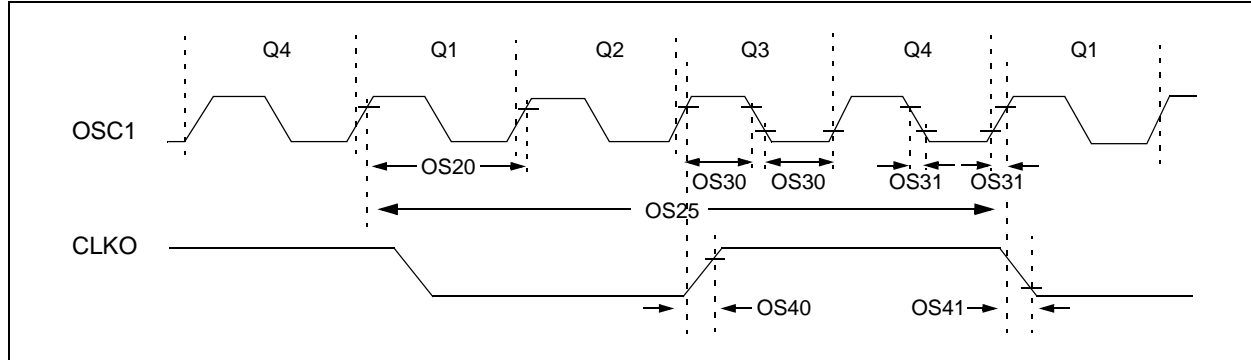 Q4 Q1 Q2 Q3 Q4 Q1
OSC1
OS20
OS30 OS30 OS31 OS31
OS25
CLKO
OS40 OS41